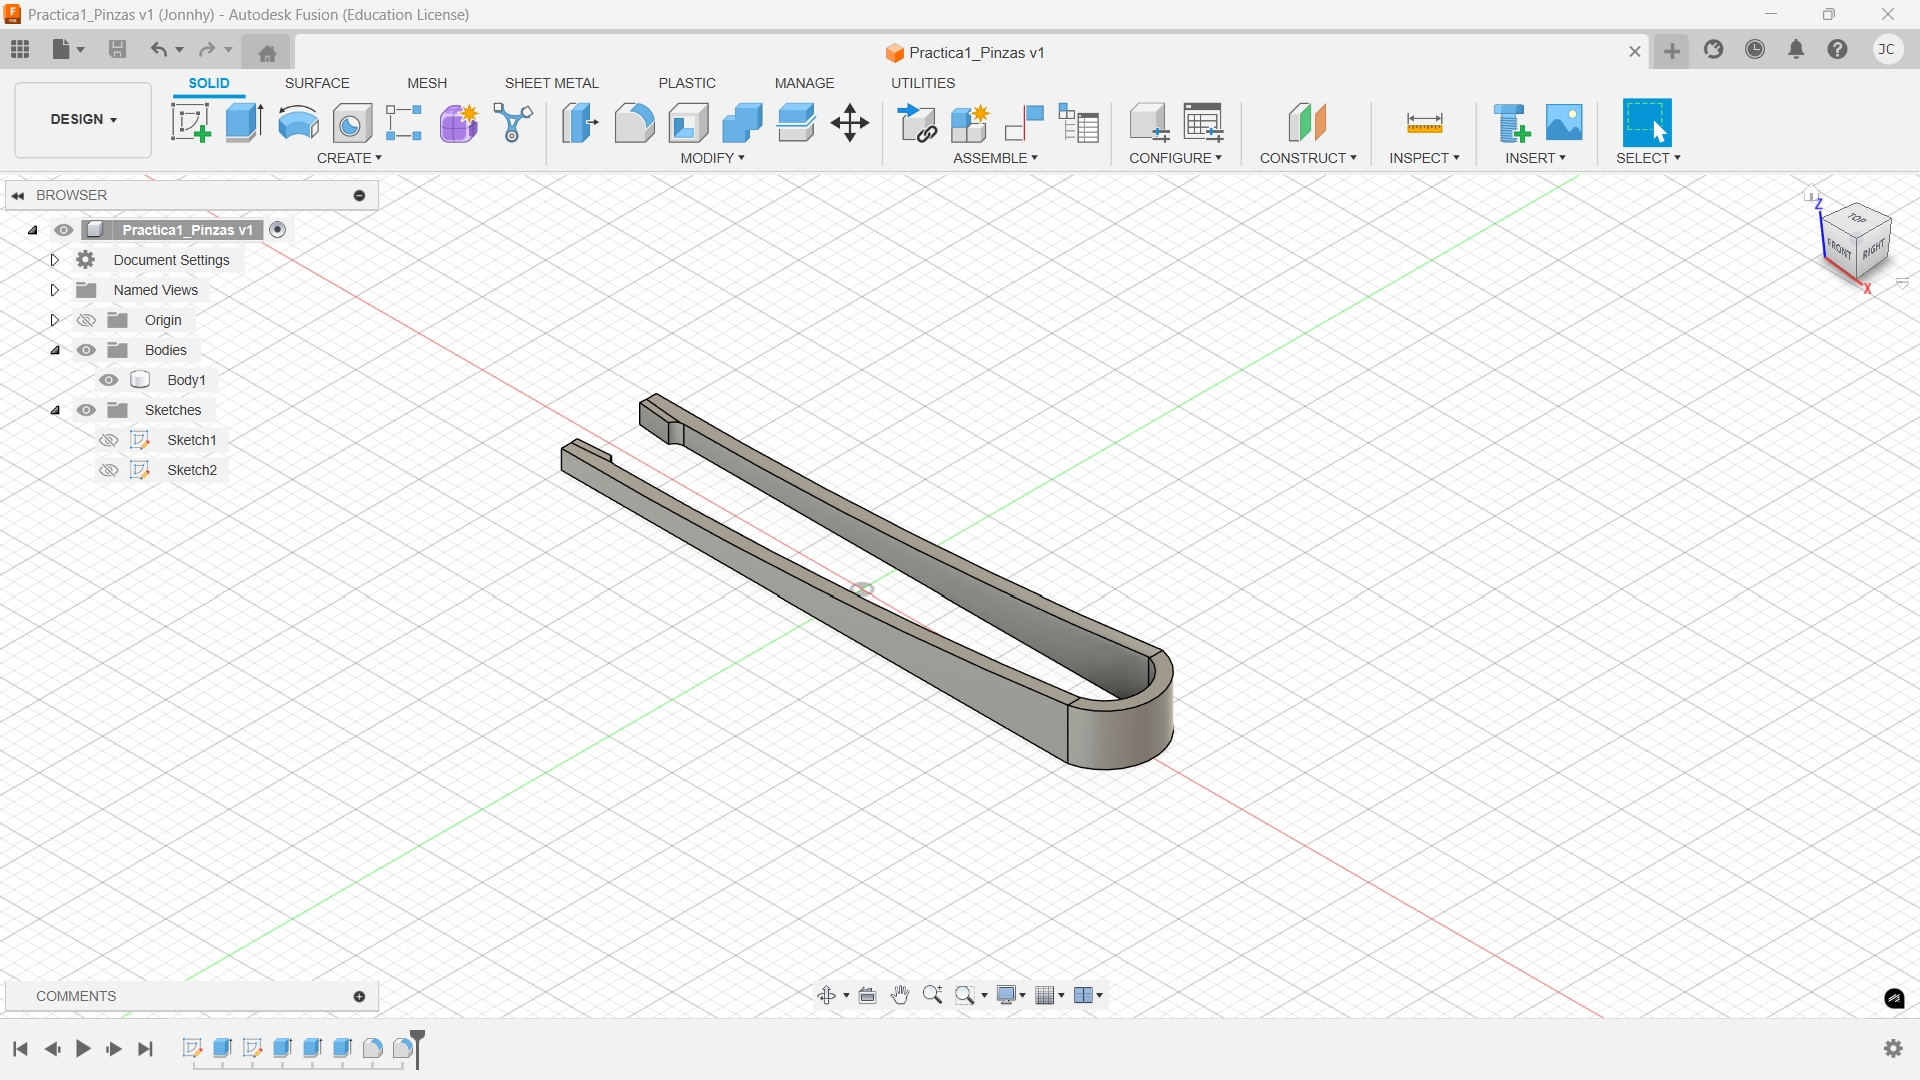 Practica1_Pinzas v1 (Jonnhy) - Autodesk Fusion (Education License)
Practica1_Pinzas v1
JC
DESIGN
SOLID
SURFACE
MESH
SHEET METAL
PLASTIC
MANAGE
UTILITIES
CREATE
MODIFY
ASSEMBLE
CONFIGURE
CONSTRUCT
INSPECT
INSERT
SELECT
BROWSER
Practica1_Pinzas v1
Document Settings
Named Views
Origin
Bodies
Body1
Sketches
Sketch1
Sketch2
Z
TOP
FRONT
RIGHT
X
COMMENTS